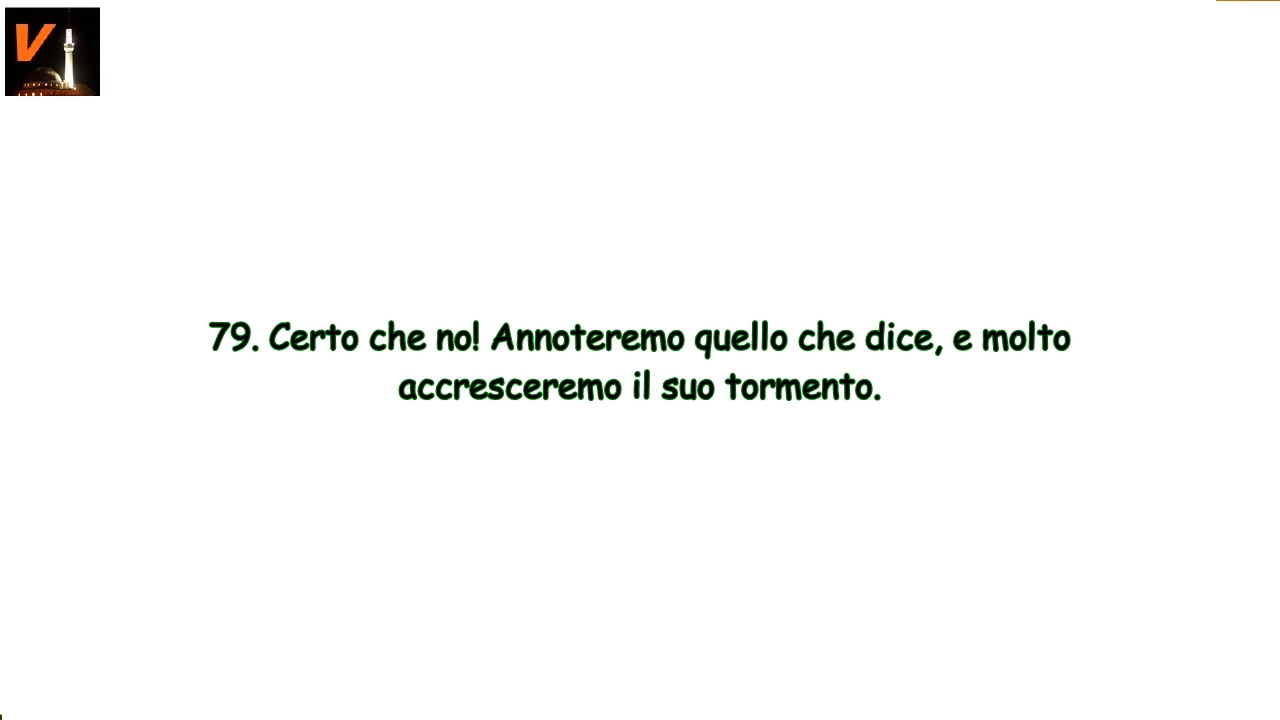 V
79. Certo che no! Annoteremo quello che dice, e molto
accresceremo il suo tormento.